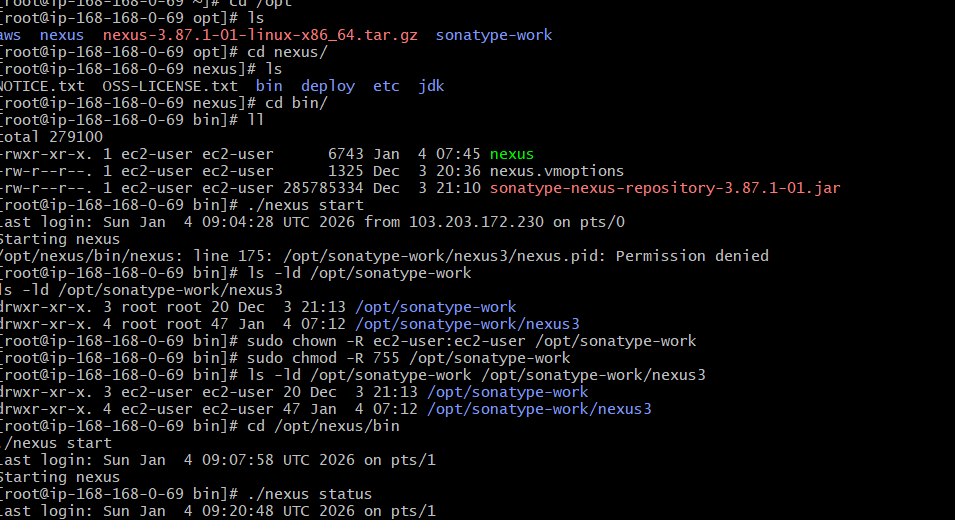 root@ip-168-168-0-69 ~]# cd /opt
[root@ip-168-168-0-69 opt]# ls
aws  nexus  nexus-3.87.1-01-linux-x86_64.tar.gz  sonatype-work
[root@ip-168-168-0-69 opt]# cd nexus/
[root@ip-168-168-0-69 nexus]# ls
NOTICE.txt  OSS-LICENSE.txt  bin  deploy  etc  jdk
[root@ip-168-168-0-69 nexus]# cd bin/
[root@ip-168-168-0-69 bin]# ll
total 279100
-rwxr-xr-x. 1 ec2-user ec2-user      6743 Jan  4 07:45 nexus
-rw-r--r--. 1 ec2-user ec2-user      1325 Dec  3 20:36 nexus.vmoptions
-rw-r--r--. 1 ec2-user ec2-user 285785334 Dec  3 21:10 sonatype-nexus-repository-3.87.1-01.jar
[root@ip-168-168-0-69 bin]# ./nexus start
Last login: Sun Jan  4 09:04:28 UTC 2026 from 103.203.172.230 on pts/0
Starting nexus
/opt/nexus/bin/nexus: line 175: /opt/sonatype-work/nexus3/nexus.pid: Permission denied
[root@ip-168-168-0-69 bin]# ls -ld /opt/sonatype-work
ls -ld /opt/sonatype-work/nexus3
drwxr-xr-x. 3 root root 20 Dec  3 21:13 /opt/sonatype-work
drwxr-xr-x. 4 root root 47 Jan  4 07:12 /opt/sonatype-work/nexus3
[root@ip-168-168-0-69 bin]# sudo chown -R ec2-user:ec2-user /opt/sonatype-work
[root@ip-168-168-0-69 bin]# sudo chmod -R 755 /opt/sonatype-work
[root@ip-168-168-0-69 bin]# ls -ld /opt/sonatype-work /opt/sonatype-work/nexus3
drwxr-xr-x. 3 ec2-user ec2-user 20 Dec  3 21:13 /opt/sonatype-work
drwxr-xr-x. 4 ec2-user ec2-user 47 Jan  4 07:12 /opt/sonatype-work/nexus3
[root@ip-168-168-0-69 bin]# cd /opt/nexus/bin
./nexus start
Last login: Sun Jan  4 09:07:58 UTC 2026 on pts/1
Starting nexus
[root@ip-168-168-0-69 bin]# ./nexus status
Last login: Sun Jan  4 09:20:48 UTC 2026 on pts/1